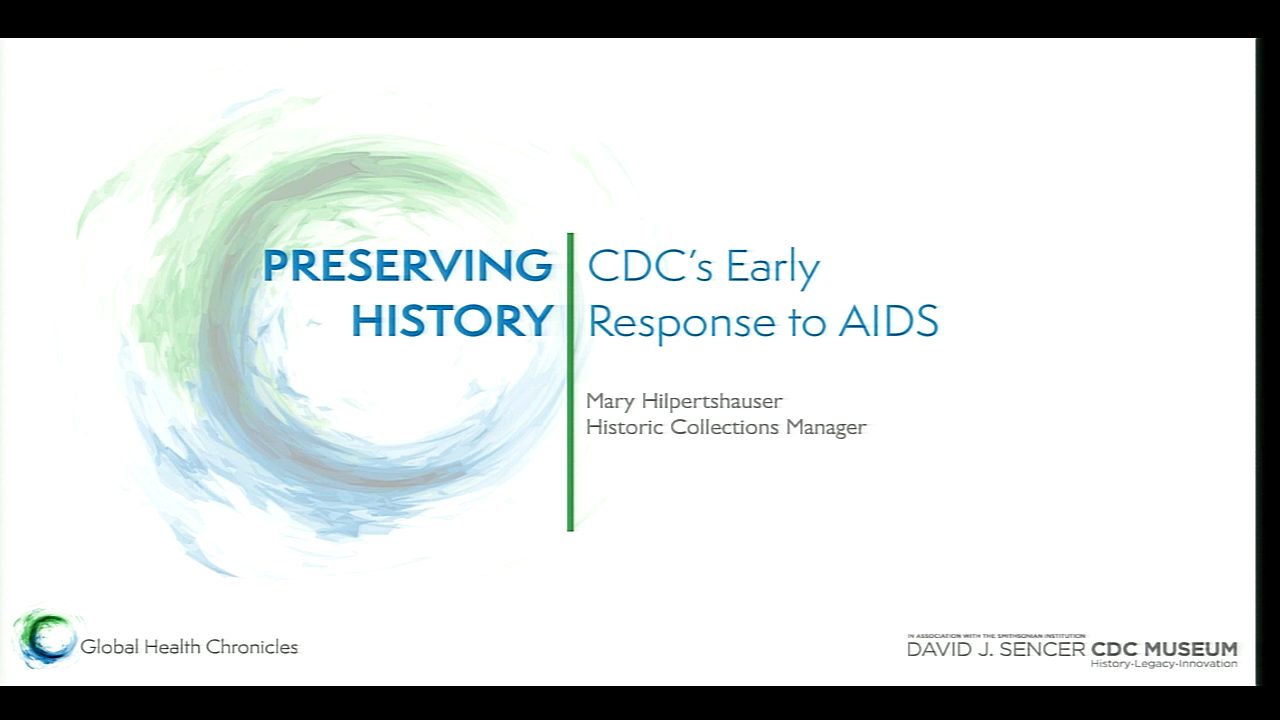 PRESERVING
HISTORY
CDC's Early
Response to AIDS
Mary Hilpertshauser
Historic Collections Manager
Global Health Chronicles
IN ASSOCIATION WITH THE SMITHSONIAN INSTITUTION
DAVID J. SENCER CDC MUSEUM
History-Legacy-Innovation